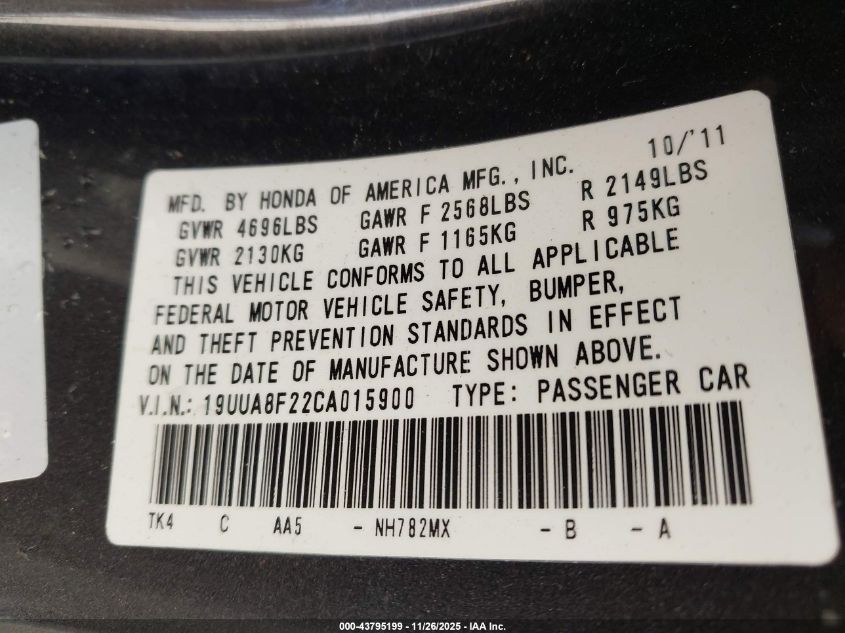 10/'11
MFD. BY HONDA OF AMERICA MFG., INC.
GVWR 4696LBS GAWR F 2568LBS R 2149LBS
GVWR 2130KG GAWR F 1165KG R 975KG
THIS VEHICLE CONFORMS TO ALL APPLICABLE
FEDERAL MOTOR VEHICLE SAFETY, BUMPER,
AND THEFT PREVENTION STANDARDS IN EFFECT
ON THE DATE OF MANUFACTURE SHOWN ABOVE.
V.I.N.: 19UUA8F22CA015900 TYPE: PASSENGER CAR
TK4 C AA5 - NH782MX - B - A
000-43795199 - 11/26/2025 - IAA Inc.